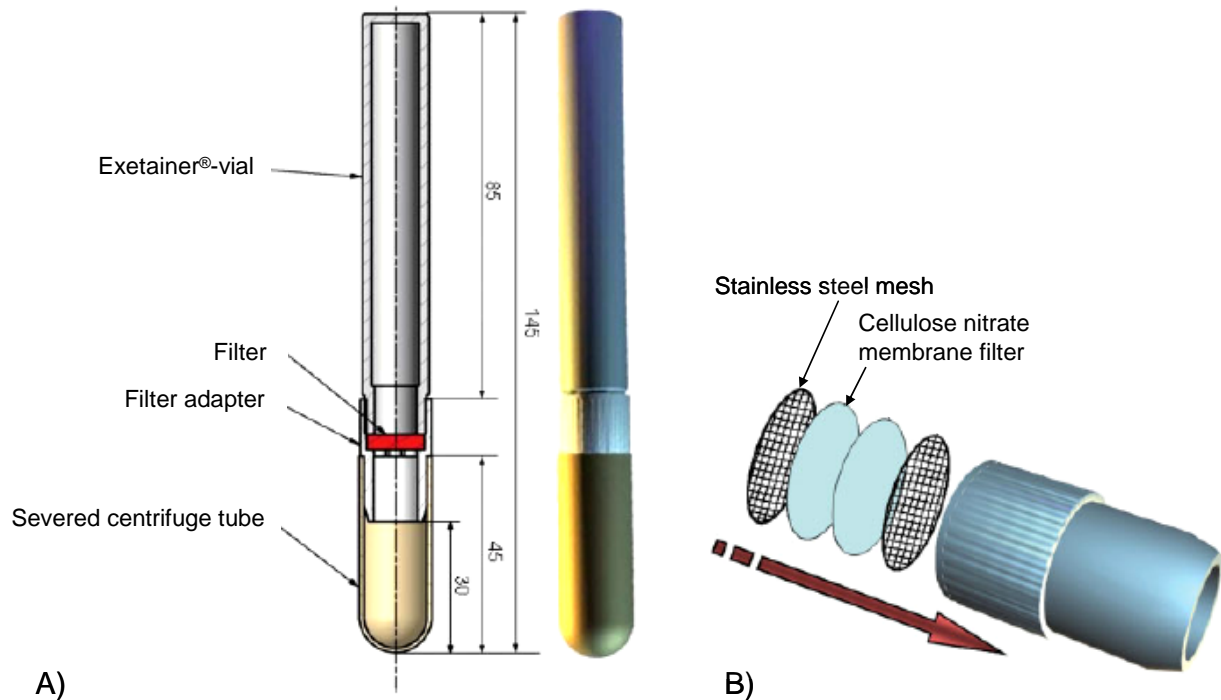 Exetainer®-vial
Filter
Filter adapter
Severed centrifuge tube
85
145
45
30
A)
Stainless steel mesh
Cellulose nitrate
membrane filter
B)